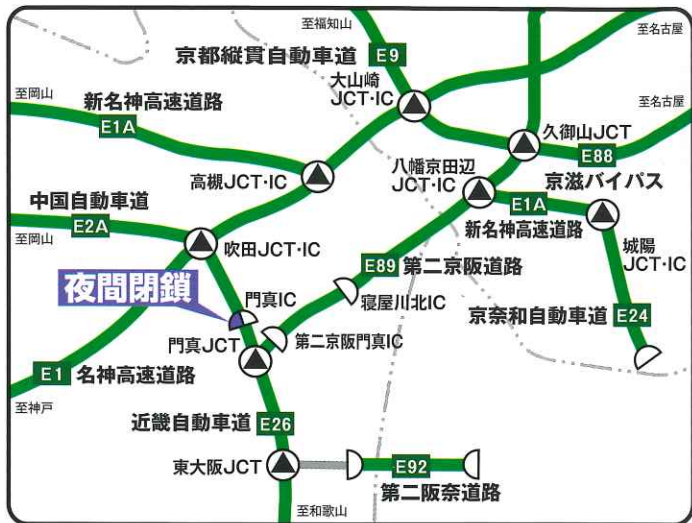 至福知山
至名古屋
京都縦貫自動車道
E9
大山崎
JCT・IC
至岡山
新名神高速道路
E1A
至名古屋
久御山JCT
E88
京滋バイパス
高槻JCT・IC
八幡京田辺
JCT・IC
E1A
新名神高速道路
中国自動車道
E2A
至岡山
吹田JCT・IC
城陽
JCT・IC
E89
第二京阪道路
夜間閉鎖
門真IC
寝屋川北IC
京奈和自動車道
E24
門真JCT
第二京阪門真IC
E1
名神高速道路
至神戸
近畿自動車道
E26
東大阪JCT
E92
第二阪奈道路
至和歌山